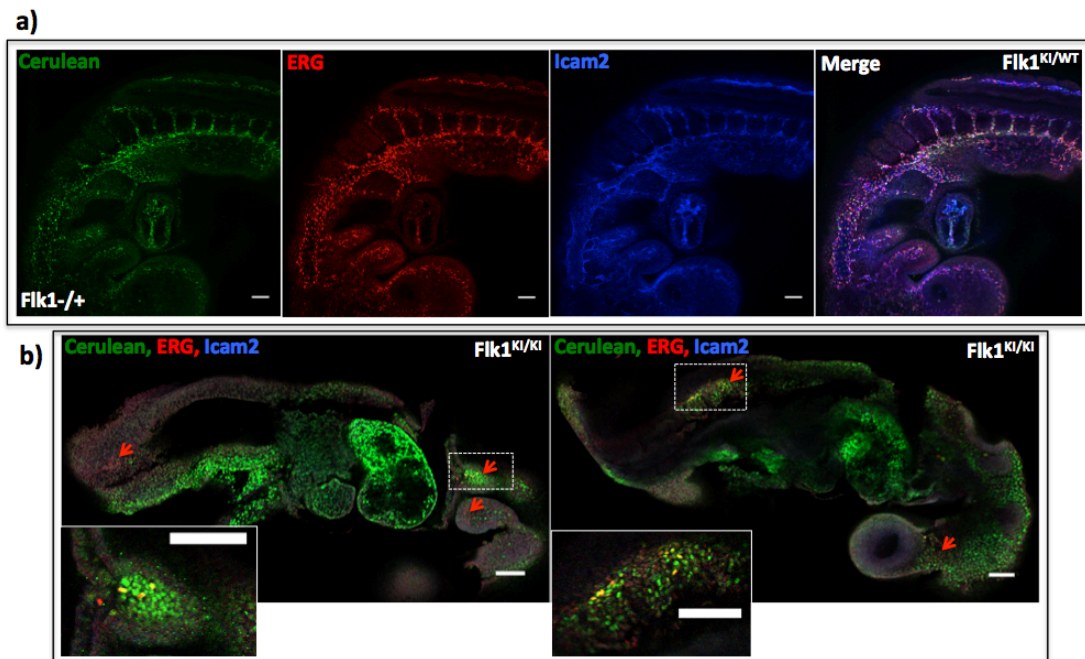 a)
Cerulean ERG Icam2 Merge Flk1KI/WT
Flk1-/+
b)
Cerulean, ERG, Icam2 Flk1KI/KI Cerulean, ERG, Icam2 Flk1KI/KI